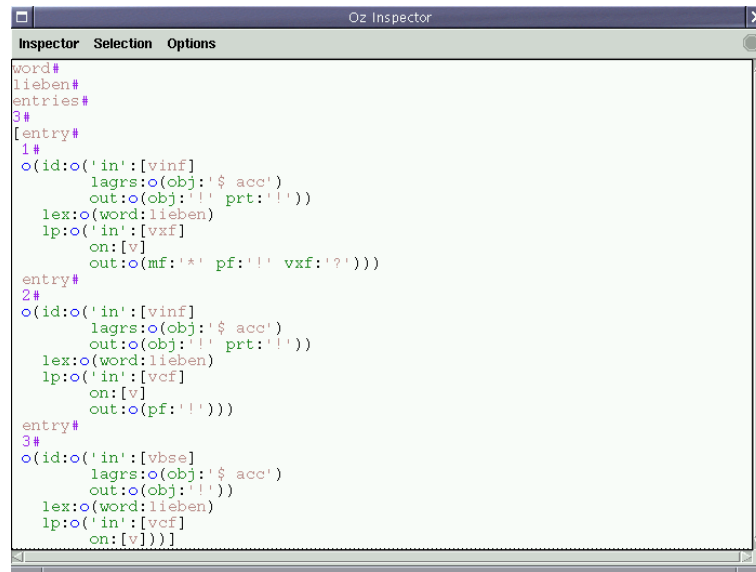 Oz Inspector
Inspector Selection Options
word#
lieben#
entries#
3#
[entry#
 1#
 o(id:o('in':[vinf]
        lagrs:o(obj:'$ acc')
        out:o(obj:'!' prt:'!'))
   lex:o(word:lieben)
   lp:o('in':[vxf]
        on:[v]
        out:o(mf:'*' pf:'!' vxf:'?')))
 entry#
 2#
 o(id:o('in':[vinf]
        lagrs:o(obj:'$ acc')
        out:o(obj:'!' prt:'!'))
   lex:o(word:lieben)
   lp:o('in':[vcf]
        on:[v]
        out:o(pf:'!')))
 entry#
 3#
 o(id:o('in':[vbse]
        lagrs:o(obj:'$ acc')
        out:o(obj:'!'))
   lex:o(word:lieben)
   lp:o('in':[vcf]
        on:[v]))]